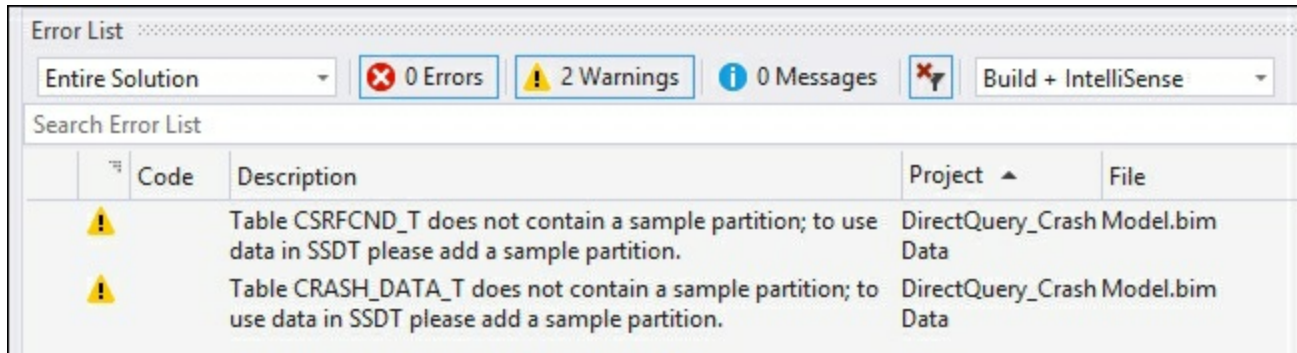 Error List
Entire Solution 0 Errors 2 Warnings 0 Messages Build + IntelliSense
Search Error List
Code Description Project File
Table CSRFCND_T does not contain a sample partition; to use DirectQuery_Crash Model.bim
data in SSDT please add a sample partition. Data
Table CRASH_DATA_T does not contain a sample partition; to DirectQuery_Crash Model.bim
use data in SSDT please add a sample partition. Data